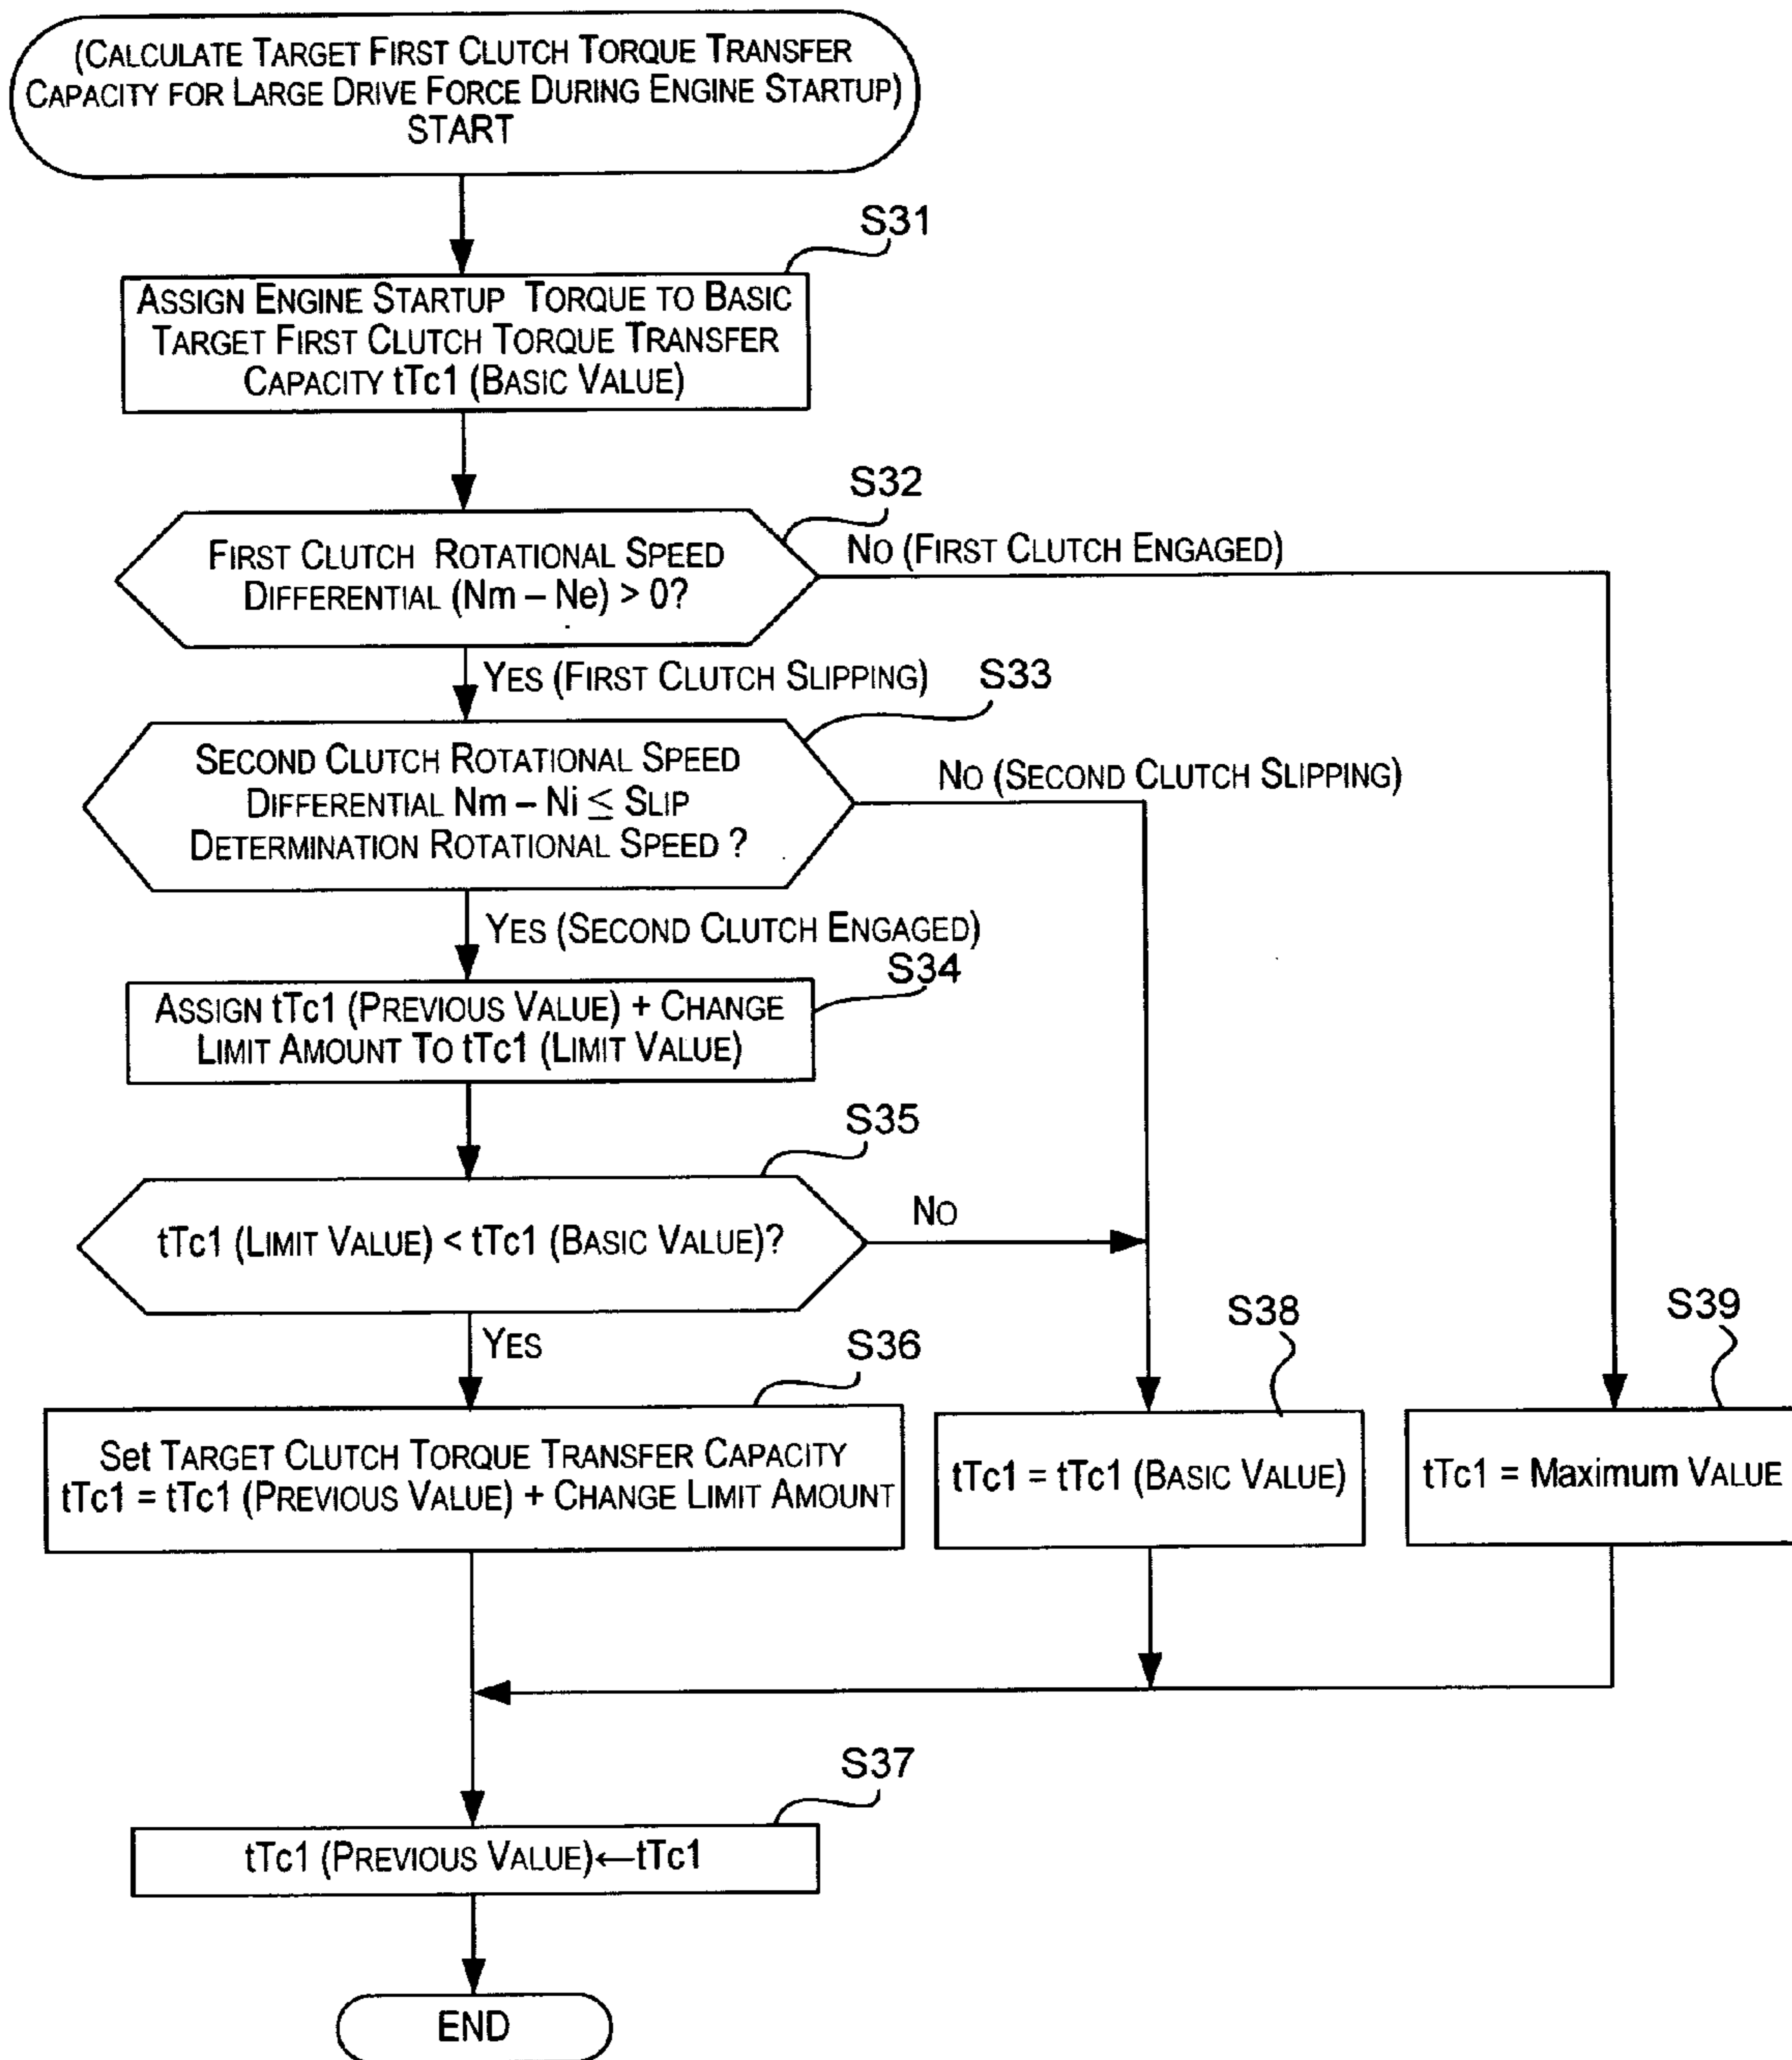 (CALCULATE TARGET FIRST CLUTCH TORQUE TRANSFER
CAPACITY FOR LARGE DRIVE FORCE DURING ENGINE STARTUP)
START
S31
ASSIGN ENGINE STARTUP TORQUE TO BASIC
TARGET FIRST CLUTCH TORQUE TRANSFER
CAPACITY tTc1 (BASIC VALUE)
S32
FIRST CLUTCH ROTATIONAL SPEED
DIFFERENTIAL (Nm – Ne) > 0?
NO (FIRST CLUTCH ENGAGED)
YES (FIRST CLUTCH SLIPPING)
S33
SECOND CLUTCH ROTATIONAL SPEED
DIFFERENTIAL Nm – Ni ≤ SLIP
DETERMINATION ROTATIONAL SPEED ?
NO (SECOND CLUTCH SLIPPING)
YES (SECOND CLUTCH ENGAGED)
S34
ASSIGN tTc1 (PREVIOUS VALUE) + CHANGE
LIMIT AMOUNT TO tTc1 (LIMIT VALUE)
S35
tTc1 (LIMIT VALUE) < tTc1 (BASIC VALUE)?
NO
YES
S36
Set TARGET CLUTCH TORQUE TRANSFER CAPACITY
tTc1 = tTc1 (PREVIOUS VALUE) + CHANGE LIMIT AMOUNT
S38
tTc1 = tTc1 (BASIC VALUE)
S39
tTc1 = Maximum VALUE
S37
tTc1 (PREVIOUS VALUE)←tTc1
END